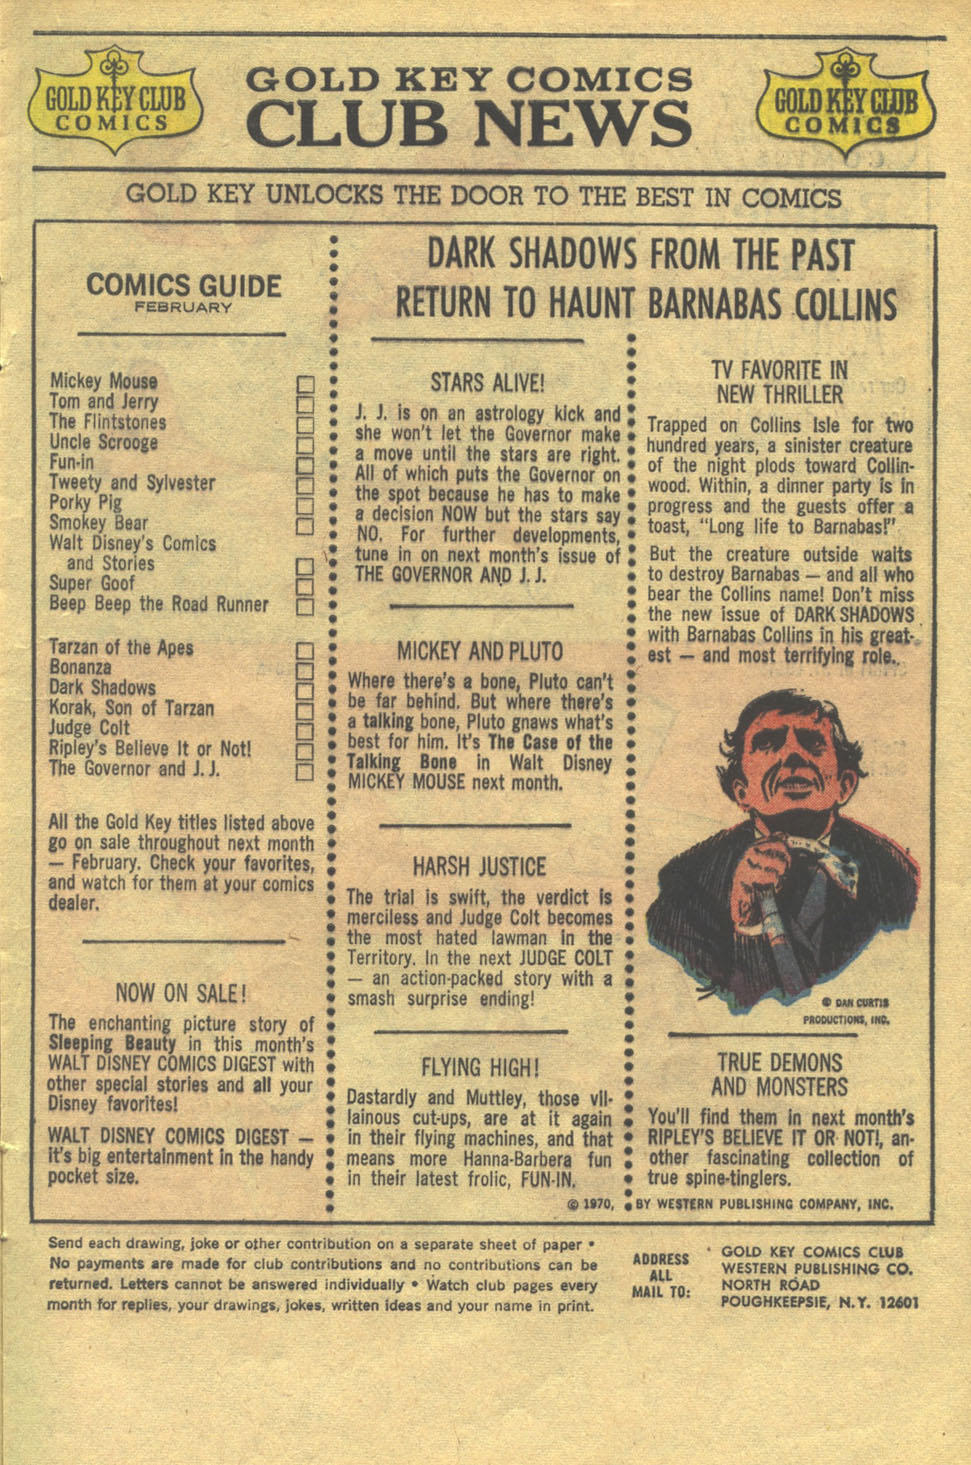 GOLD KEY CLUB
COMICS
GOLD KEY COMICS
CLUB NEWS
GOLD KEY CLUB
COMICS
GOLD KEY UNLOCKS THE DOOR TO THE BEST IN COMICS
COMICS GUIDE
FEBRUARY
Mickey Mouse
Tom and Jerry
The Flintstones
Uncle Scrooge
Fun-in
Tweety and Sylvester
Porky Pig
Smokey Bear
Walt Disney's Comics
and Stories
Super Goof
Beep Beep the Road Runner
Tarzan of the Apes
Bonanza
Dark Shadows
Korak, Son of Tarzan
Judge Colt
Ripley's Believe It or Not!
The Governor and J. J.
All the Gold Key titles listed above
go on sale throughout next month
— February. Check your favorites,
and watch for them at your comics
dealer.
NOW ON SALE!
The enchanting picture story of
Sleeping Beauty in this month's
WALT DISNEY COMICS DIGEST with
other special stories and all your
Disney favorites!
WALT DISNEY COMICS DIGEST —
it's big entertainment in the handy
pocket size.
DARK SHADOWS FROM THE PAST
RETURN TO HAUNT BARNABAS COLLINS
STARS ALIVE!
J. J. is on an astrology kick and
she won't let the Governor make
a move until the stars are right.
All of which puts the Governor on
the spot because he has to make
a decision NOW but the stars say
NO. For further developments,
tune in on next month's issue of
THE GOVERNOR AND J. J.
MICKEY AND PLUTO
Where there's a bone, Pluto can't
be far behind. But where there's
a talking bone, Pluto gnaws what's
best for him. It's The Case of the
Talking Bone in Walt Disney
MICKEY MOUSE next month.
HARSH JUSTICE
The trial is swift, the verdict is
merciless and Judge Colt becomes
the most hated lawman in the
Territory. In the next JUDGE COLT
— an action-packed story with a
smash surprise ending!
FLYING HIGH!
Dastardly and Muttley, those vil-
lainous cut-ups, are at it again
in their flying machines, and that
means more Hanna-Barbera fun
in their latest frolic, FUN-IN.
TV FAVORITE IN
NEW THRILLER
Trapped on Collins Isle for two
hundred years, a sinister creature
of the night plods toward Collin-
wood. Within, a dinner party is in
progress and the guests offer a
toast, "Long life to Barnabas!"
But the creature outside waits
to destroy Barnabas — and all who
bear the Collins name! Don't miss
the new issue of DARK SHADOWS
with Barnabas Collins in his great-
est — and most terrifying role.
© DAN CURTIS
PRODUCTIONS, INC.
TRUE DEMONS
AND MONSTERS
You'll find them in next month's
RIPLEY'S BELIEVE IT OR NOT!, an-
other fascinating collection of
true spine-tinglers.
© 1970, BY WESTERN PUBLISHING COMPANY, INC.
Send each drawing, joke or other contribution on a separate sheet of paper •
No payments are made for club contributions and no contributions can be
returned. Letters cannot be answered individually • Watch club pages every
month for replies, your drawings, jokes, written ideas and your name in print.
ADDRESS
ALL
MAIL TO:
GOLD KEY COMICS CLUB
WESTERN PUBLISHING CO.
NORTH ROAD
POUGHKEEPSIE, N. Y. 12601